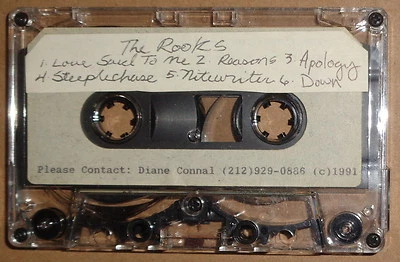 The Rooks
1. Love Said To Me 2. Reasons 3. Apology
4. Steeplechase 5. Nitewriter 6. Down
Please Contact: Diane Connal (212)929-0886 (c)1991